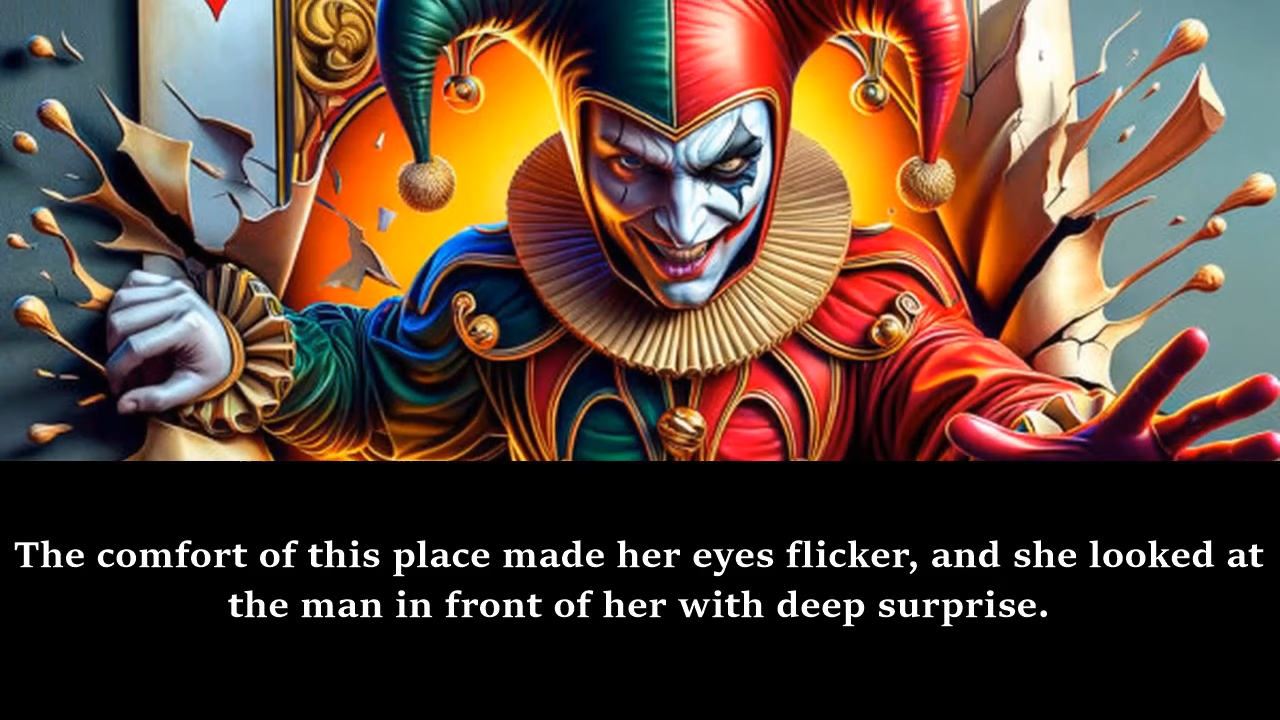 The comfort of this place made her eyes flicker, and she looked at
the man in front of her with deep surprise.